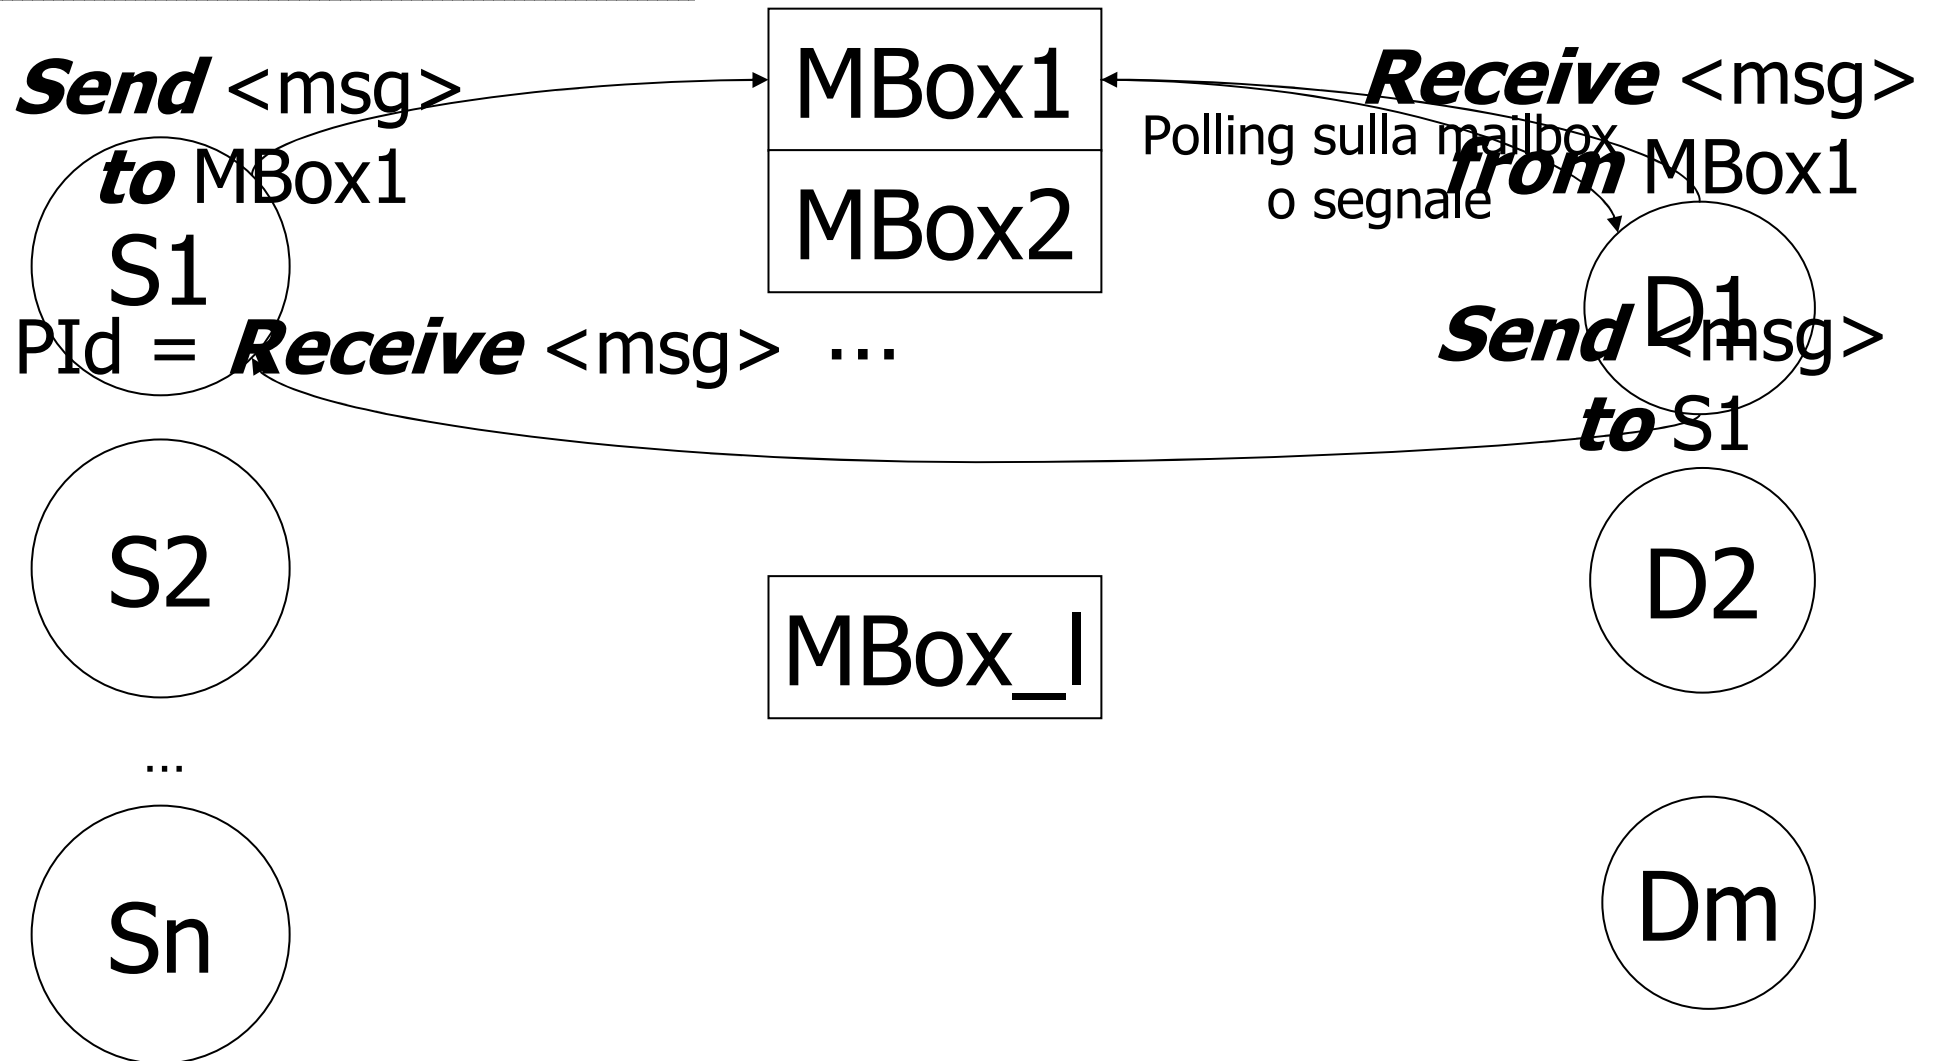 Send <msg>
to MBox1
S1
PId = Receive <msg>
S2
...
Sn
MBox1
MBox2
...
MBox_l
Polling sulla mailbox
o segnale
Receive <msg>
from MBox1
D1
Send <msg>
to S1
D2
Dm